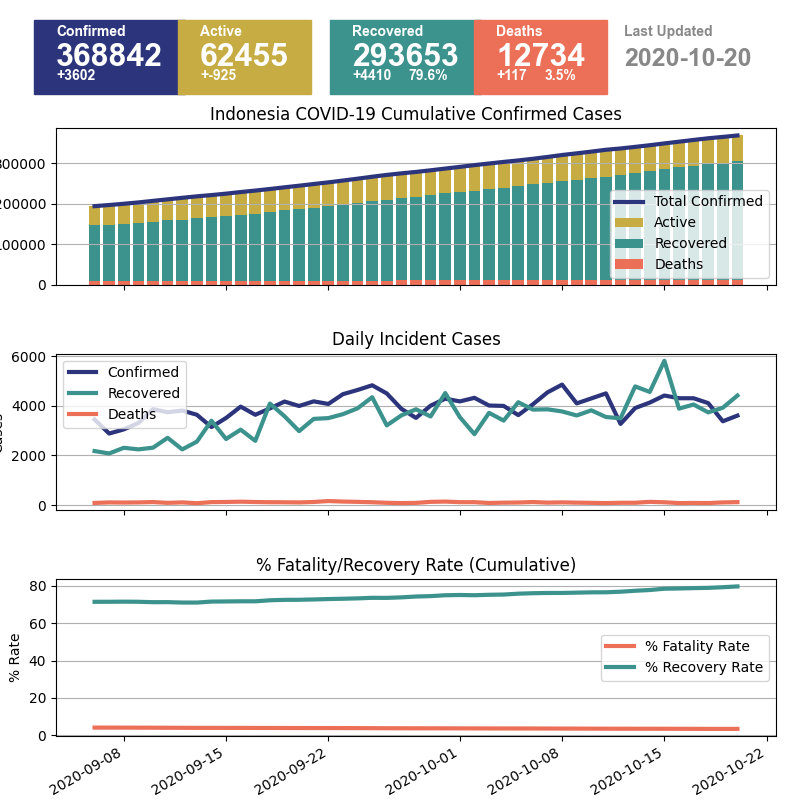 Confirmed Active Recovered Deaths Last Updated
368842 62455 293653 12734 2020-10-20
+3602 +-925 +4410 79.6% +117 3.5%
Indonesia COVID-19 Cumulative Confirmed Cases
200000
100000
0
Total Confirmed
Active
Recovered
Deaths
Daily Incident Cases
6000
4000
2000
0
Confirmed
Recovered
Deaths
% Fatality/Recovery Rate (Cumulative)
% Rate
80
60
40
20
0
% Fatality Rate
% Recovery Rate
2020-09-08 2020-09-15 2020-09-22 2020-10-01 2020-10-08 2020-10-15 2020-10-22